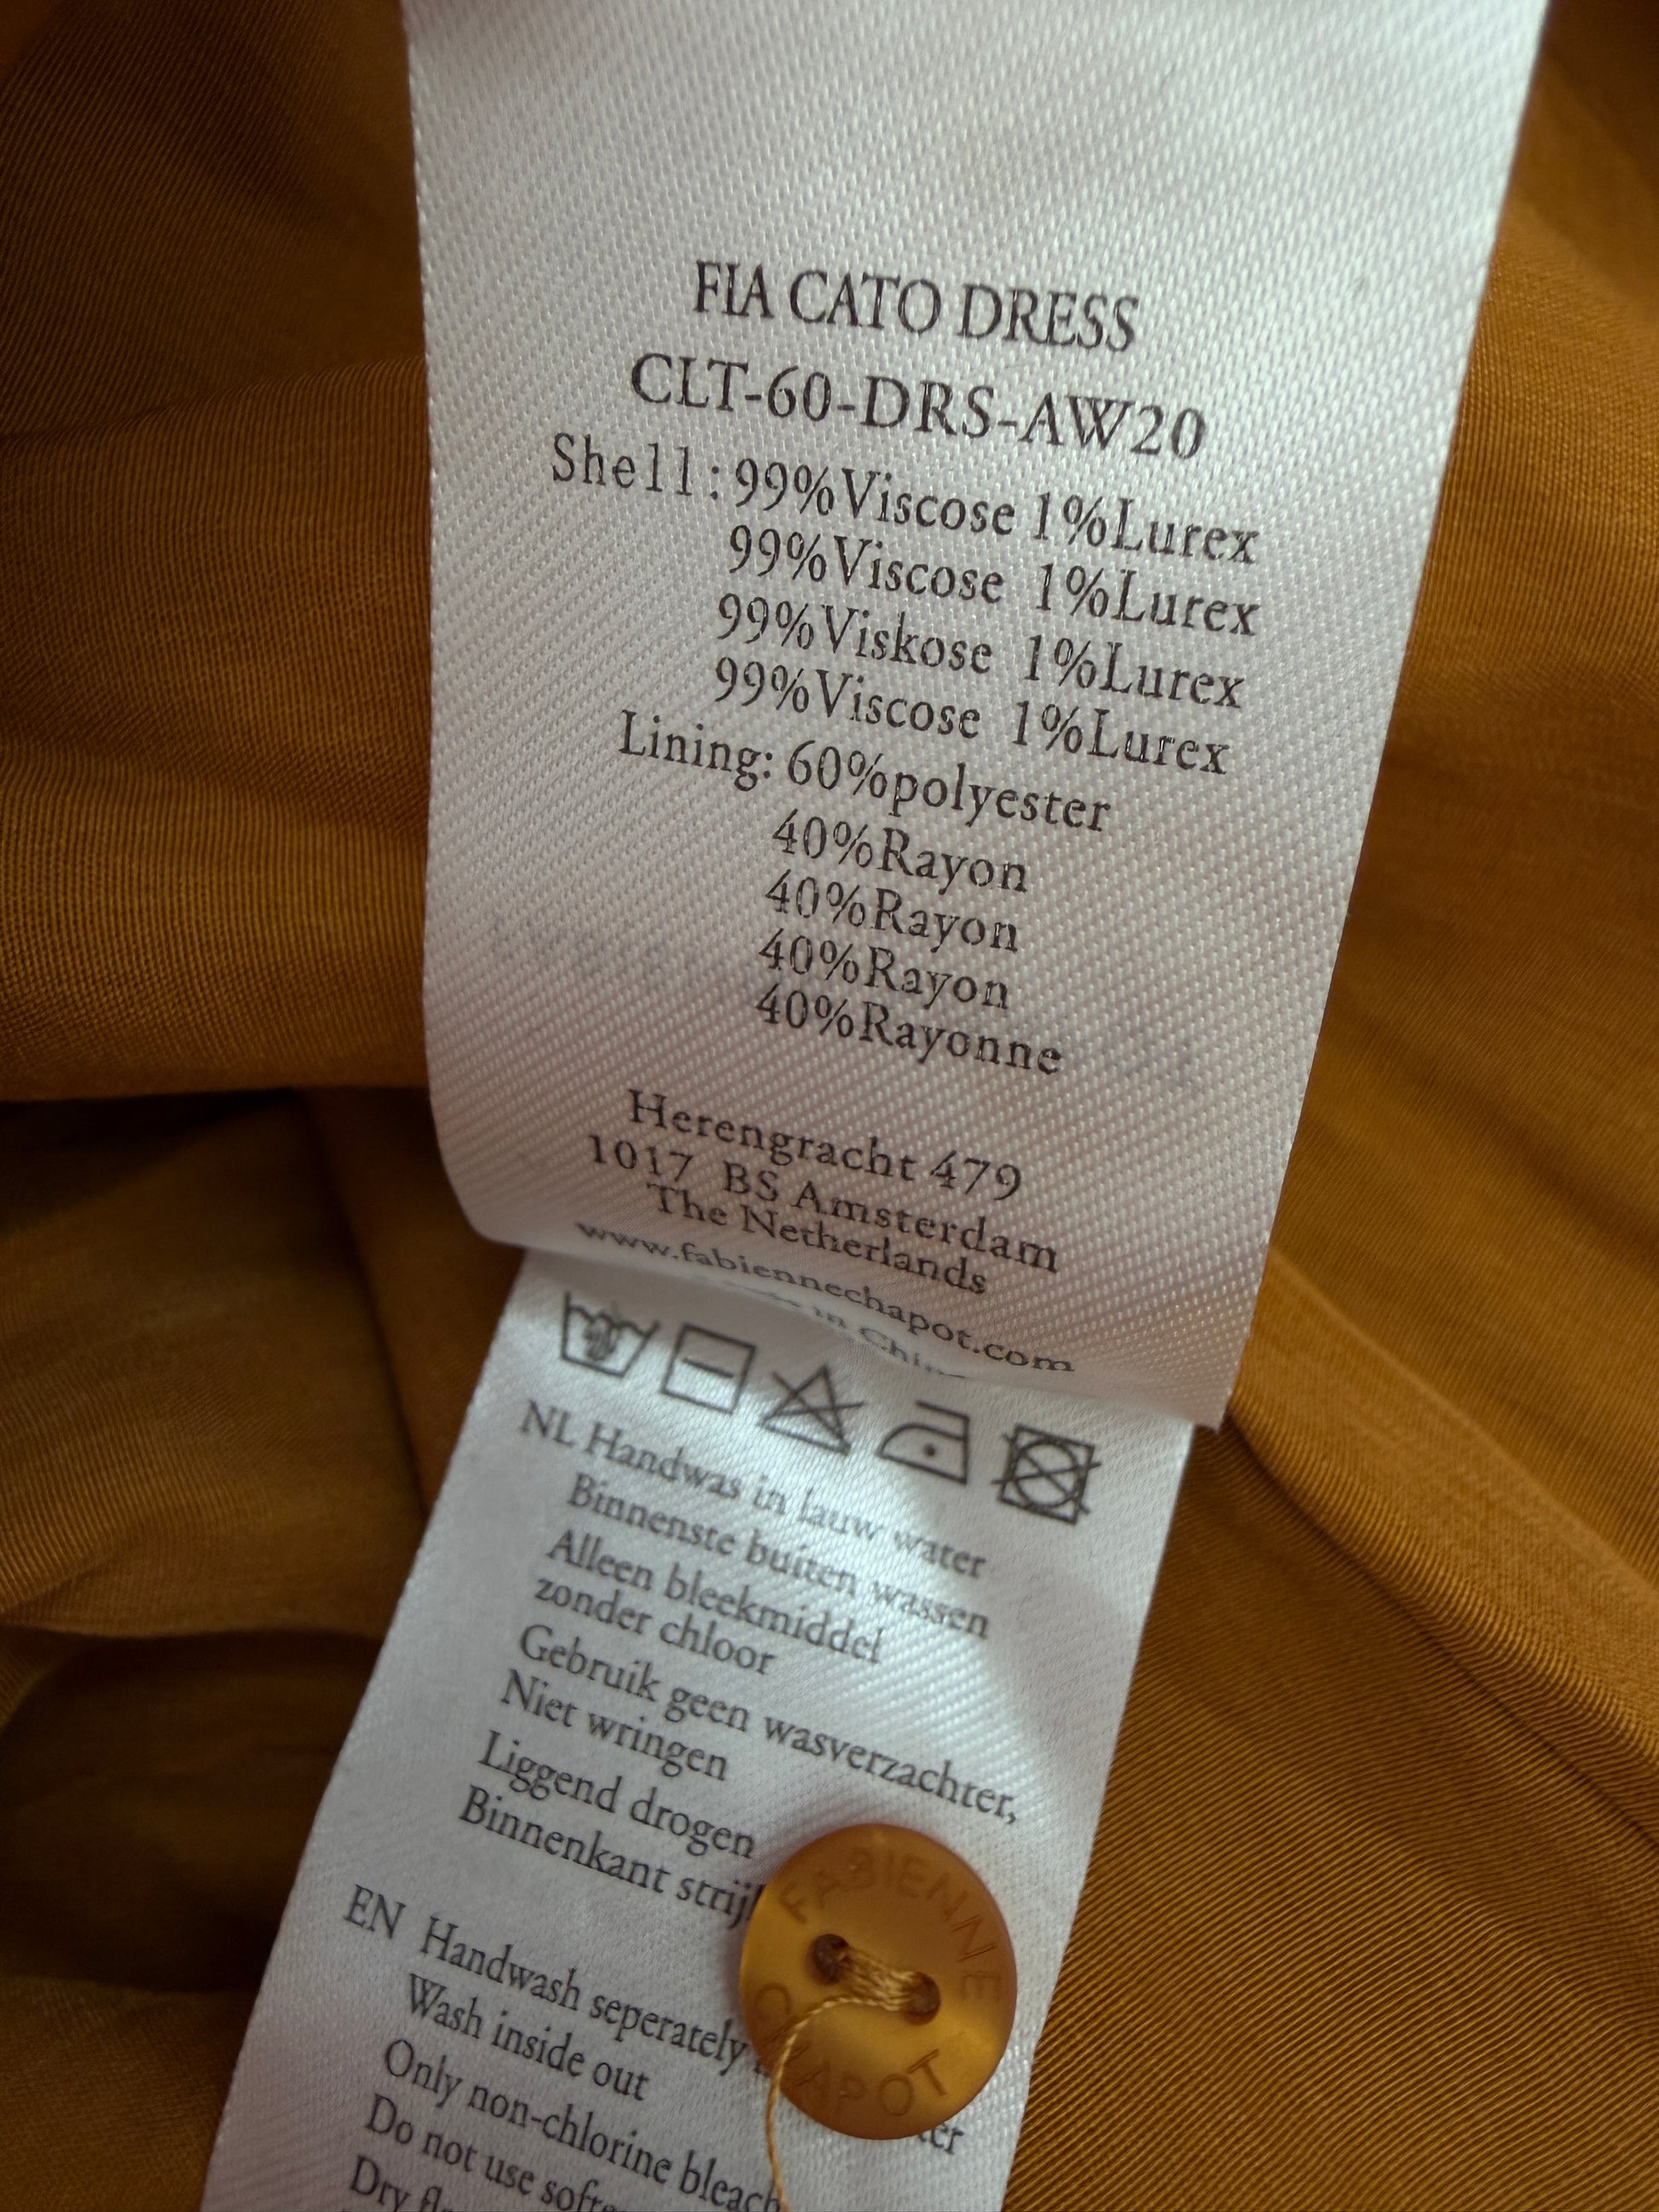 FIA CATO DRESS
CLT-60-DRS-AW20
Shell: 99%Viscose 1%Lurex
99%Viscose 1%Lurex
99%Viskose 1%Lurex
99%Viscose 1%Lurex
Lining: 60%polyester
40%Rayon
40%Rayon
40%Rayon
40%Rayonne
Herengracht 479
1017 BS Amsterdam
The Netherlands
www.fabiennechapot.com
in
NL Handwas in lauw water
Binnenste buiten wassen
Alleen bleekmiddel
zonder chloor
Gebruik geen wasverzachter,
Niet wringen
Liggend drogen
Binnenkant
EN Handwash seperately
Wash inside out
Only non-chlorine
Do not use
Dry
FABIENNE
CHAPOT